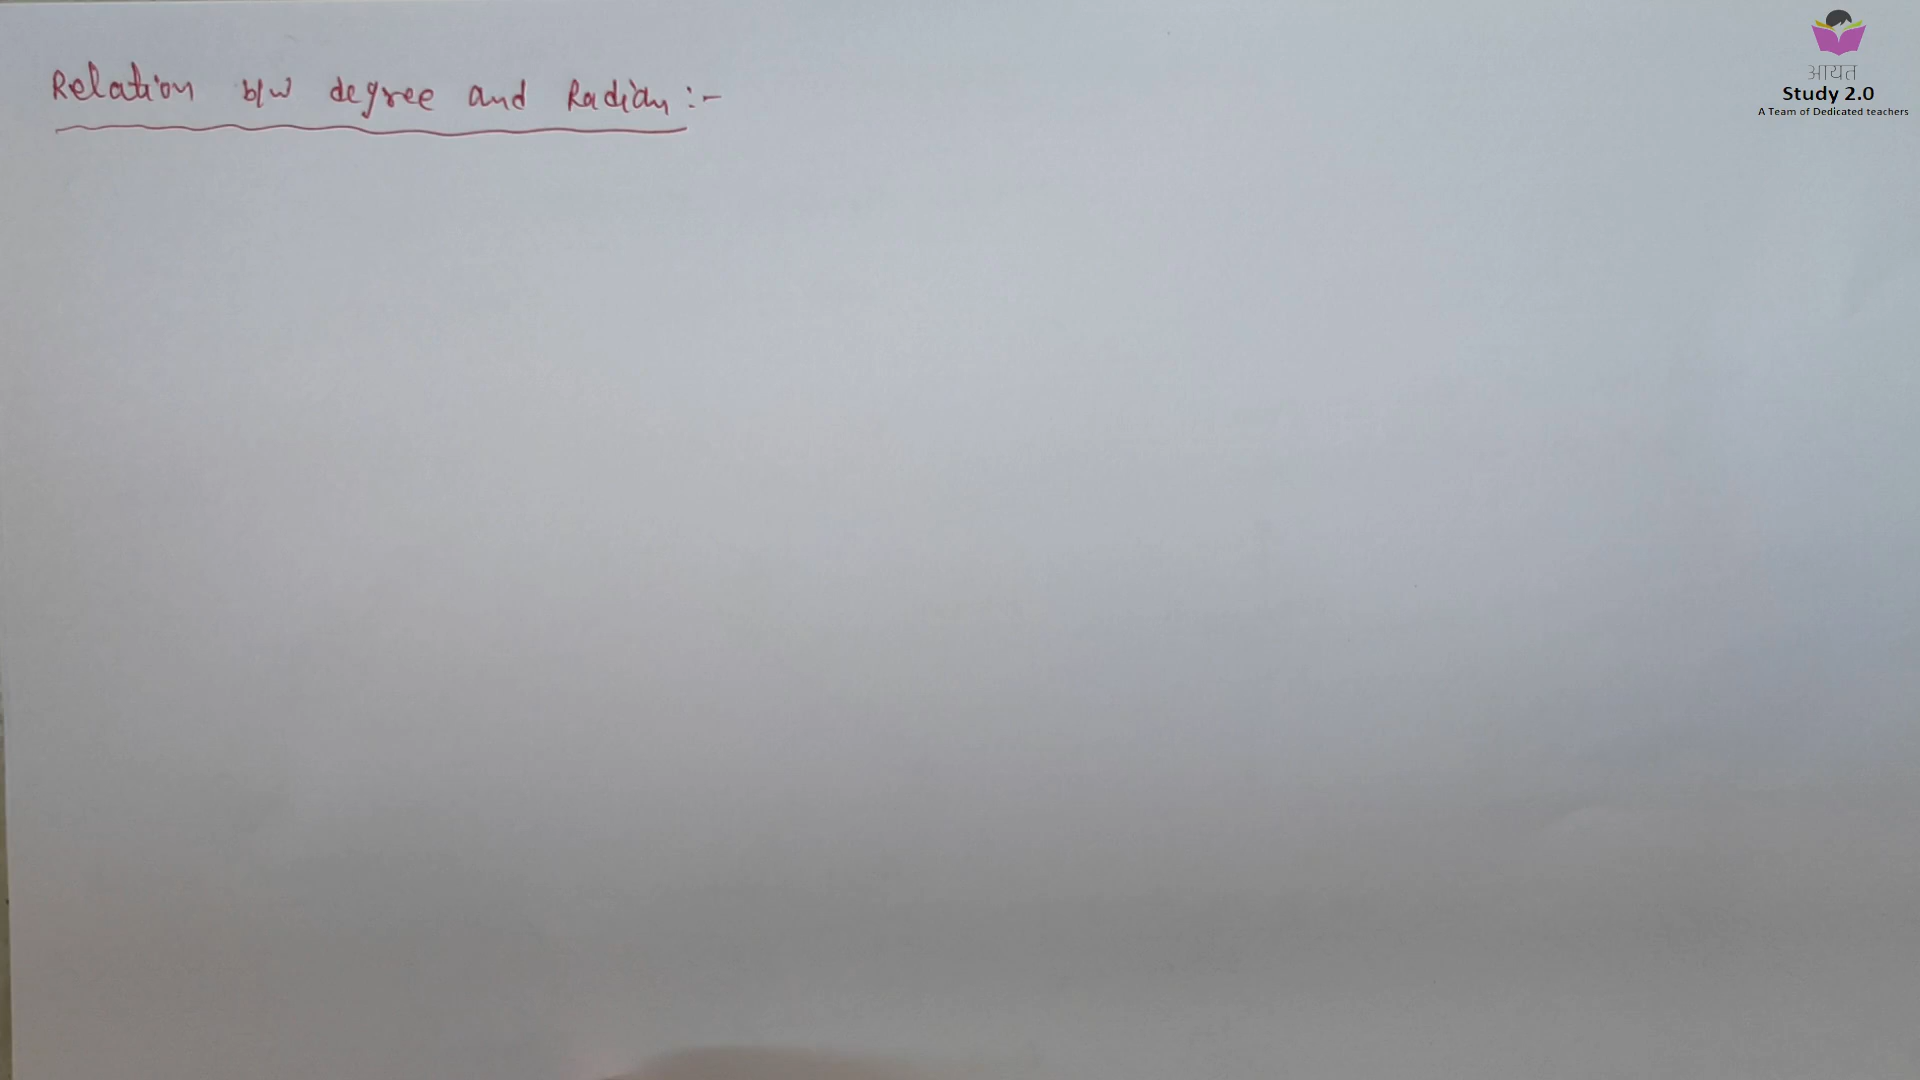 Relation b/w degree and Radian :-
आयत
Study 2.0
A Team of Dedicated teachers